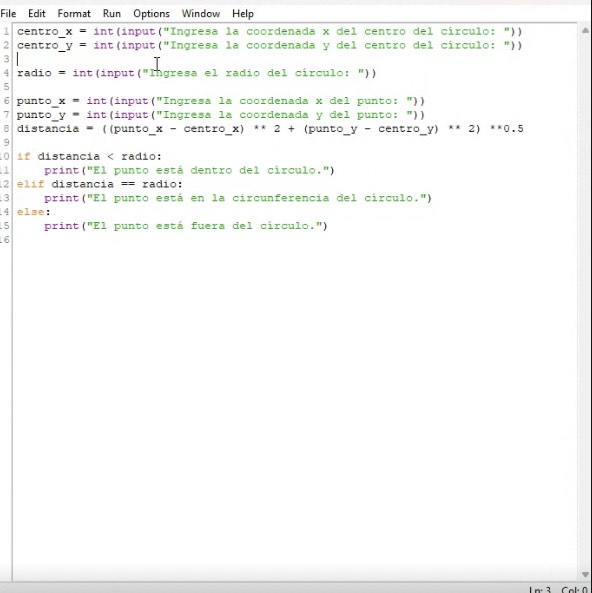 File Edit Format Run Options Window Help
1 centro_x = int(input("Ingresa la coordenada x del centro del círculo: "))
2 centro_y = int(input("Ingresa la coordenada y del centro del círculo: "))
3
4 radio = int(input("Ingresa el radio del círculo: "))
5
6 punto_x = int(input("Ingresa la coordenada x del punto: "))
7 punto_y = int(input("Ingresa la coordenada y del punto: "))
8 distancia = ((punto_x - centro_x) ** 2 + (punto_y - centro_y) ** 2) **0.5
9
10 if distancia < radio:
11     print("El punto está dentro del círculo.")
12 elif distancia == radio:
13     print("El punto está en la circunferencia del círculo.")
14 else:
15     print("El punto está fuera del círculo.")
16
Ln: 3 Col: 0